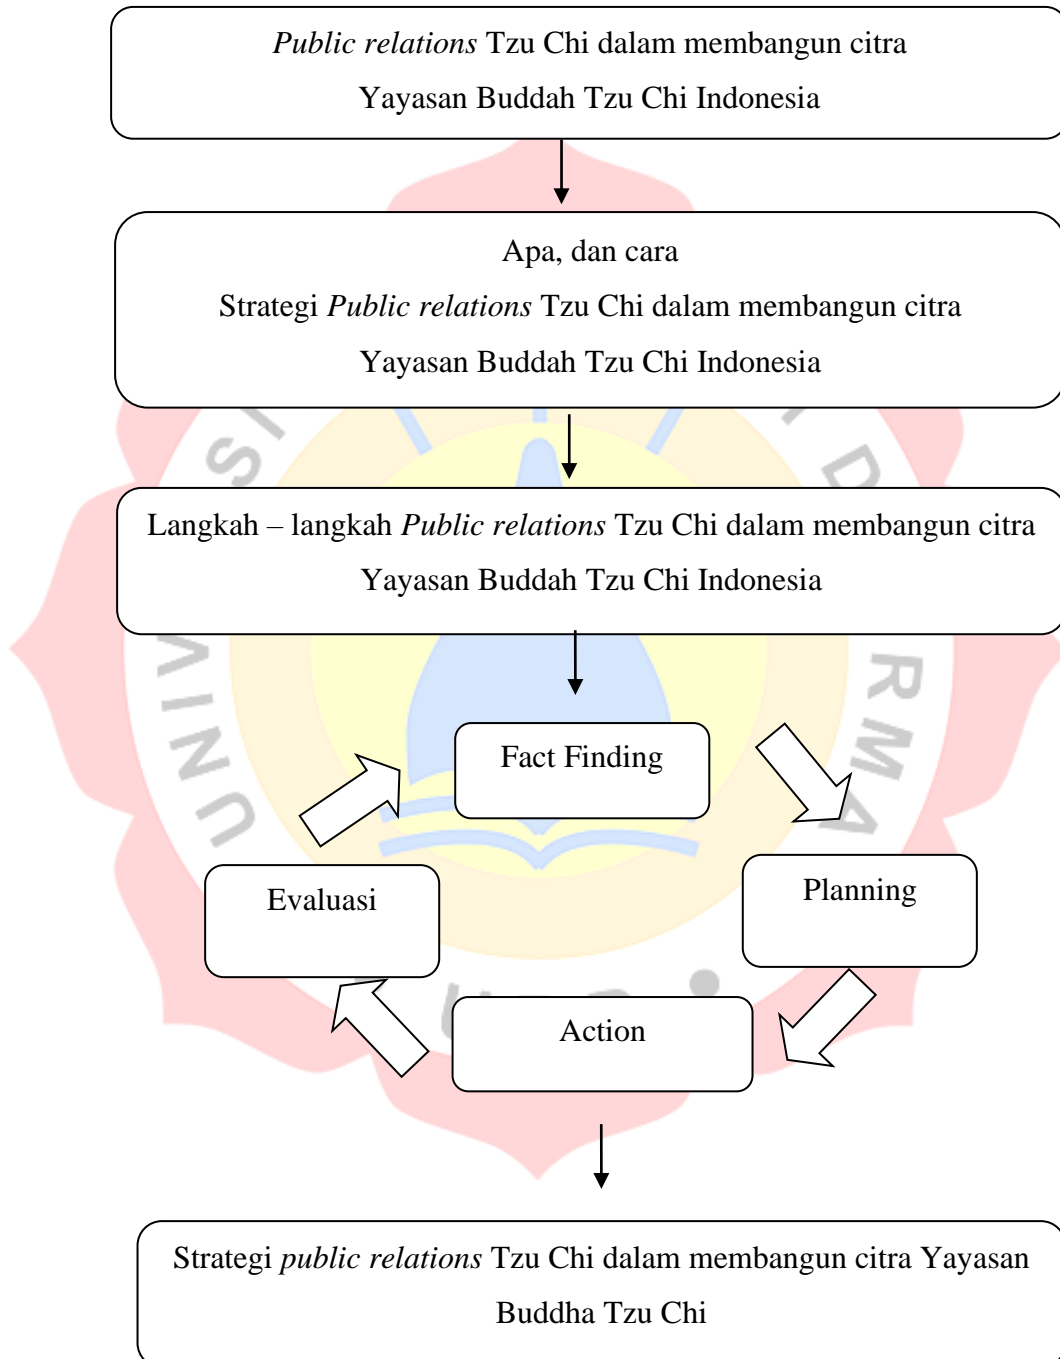 Public relations Tzu Chi dalam membangun citra
Yayasan Buddah Tzu Chi Indonesia
Apa, dan cara
Strategi Public relations Tzu Chi dalam membangun citra
Yayasan Buddah Tzu Chi Indonesia
Langkah – langkah Public relations Tzu Chi dalam membangun citra
Yayasan Buddah Tzu Chi Indonesia
Fact Finding
Evaluasi
Planning
Action
Strategi public relations Tzu Chi dalam membangun citra Yayasan
Buddha Tzu Chi